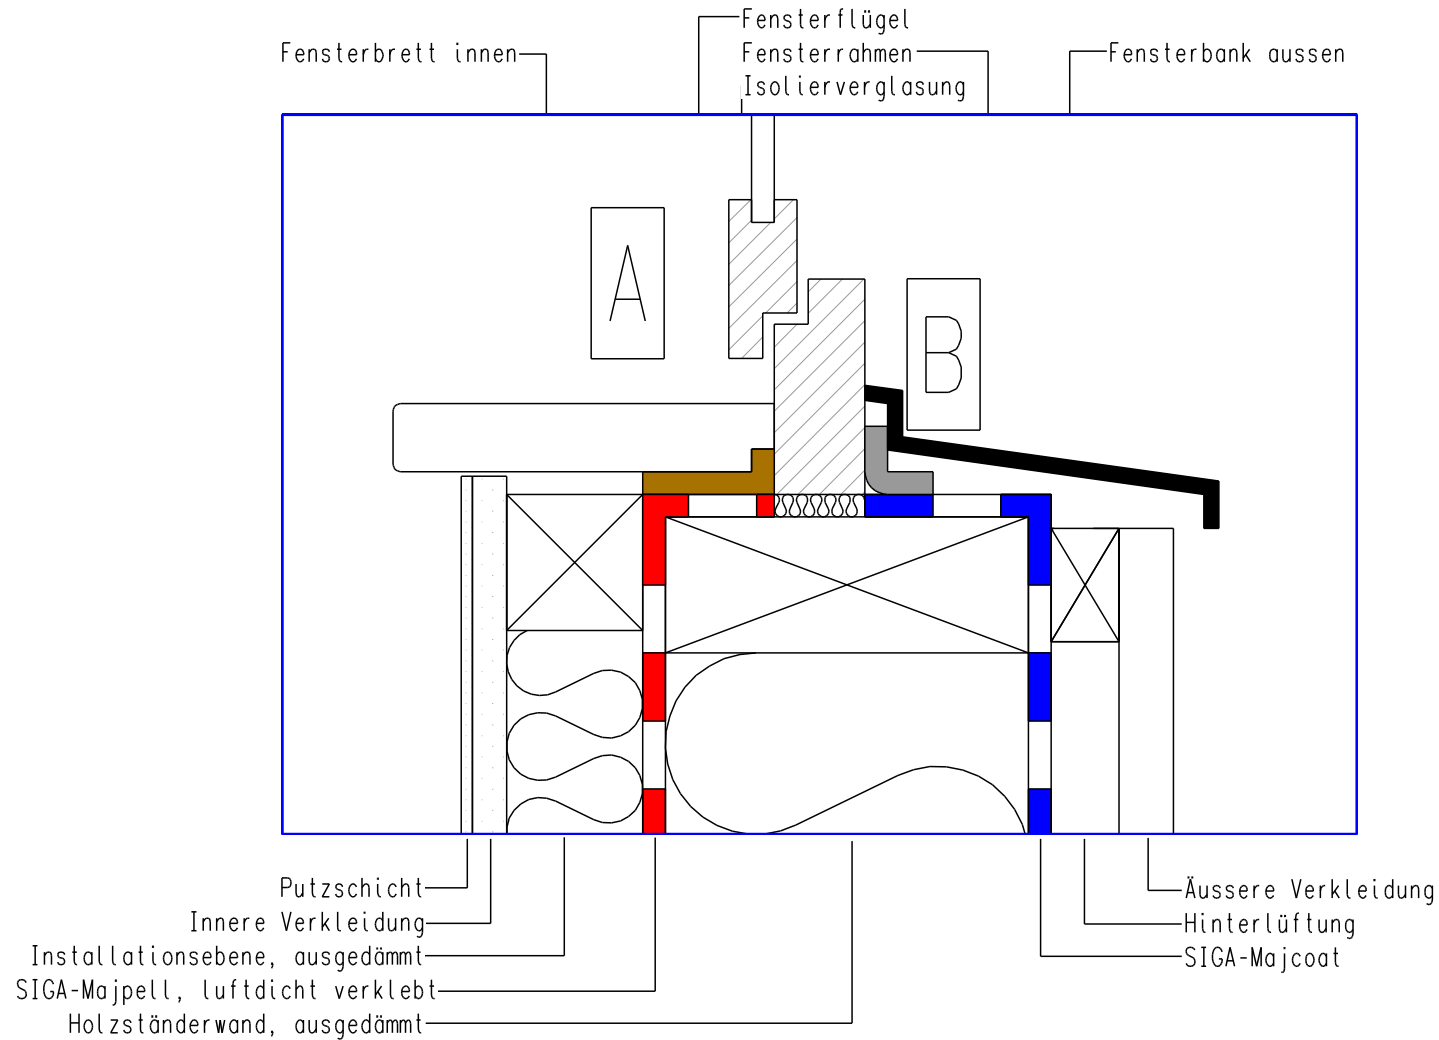 Fensterflügel
Fensterbrett innen
Fensterrahmen
Fensterbank aussen
Isolierverglasung
A
B
Putzschicht
Innere Verkleidung
Installationsebene, ausgedämmt
SIGA-Majpell, luftdicht verklebt
Holzständerwand, ausgedämmt
Äussere Verkleidung
Hinterlüftung
SIGA-Majcoat